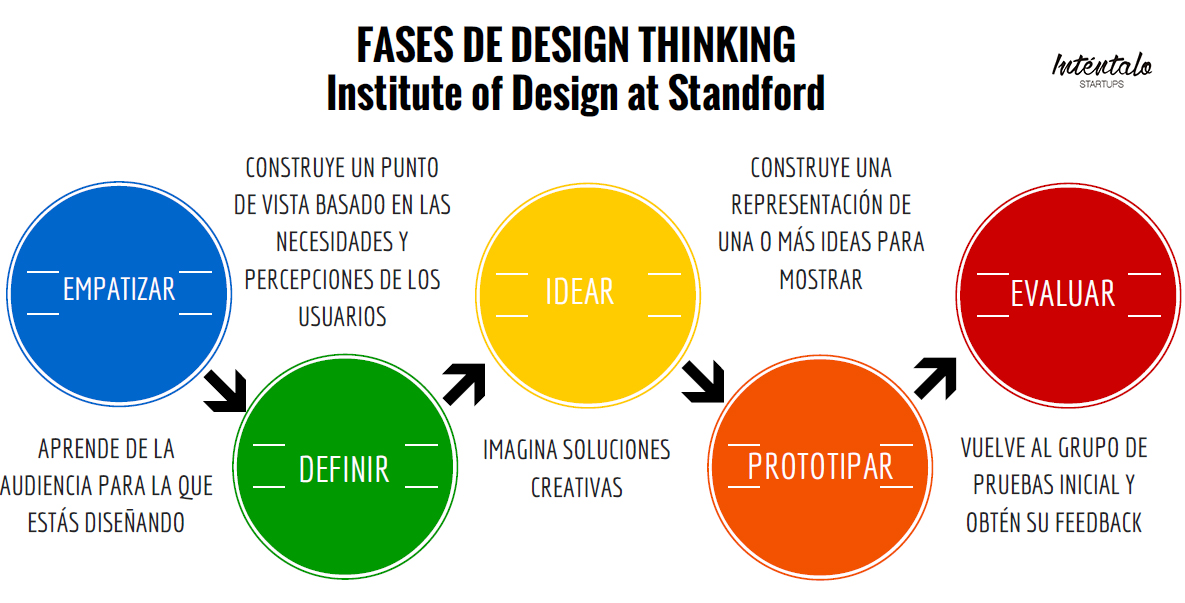 FASES DE DESIGN THINKING
Institute of Design at Standford
Inténtalo
STARTUPS
EMPATIZAR
APRENDE DE LA
AUDIENCIA PARA LA QUE
ESTÁS DISEÑANDO
CONSTRUYE UN PUNTO
DE VISTA BASADO EN LAS
NECESIDADES Y
PERCEPCIONES DE LOS
USUARIOS
DEFINIR
IDEAR
IMAGINA SOLUCIONES
CREATIVAS
CONSTRUYE UNA
REPRESENTACIÓN DE
UNA O MÁS IDEAS PARA
MOSTRAR
PROTOTIPAR
EVALUAR
VUELVE AL GRUPO DE
PRUEBAS INICIAL Y
OBTÉN SU FEEDBACK